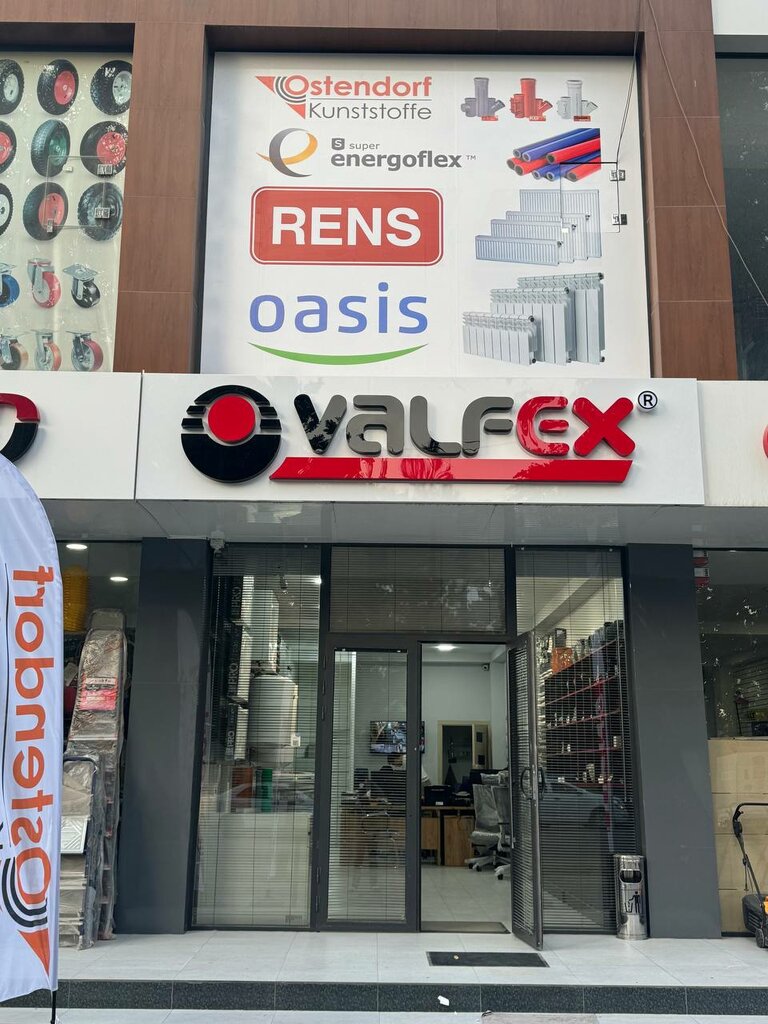 Ostendorf
Kunststoffe
S super
energoflex™
RENS
oasis
VALFEX®
Ostendorf